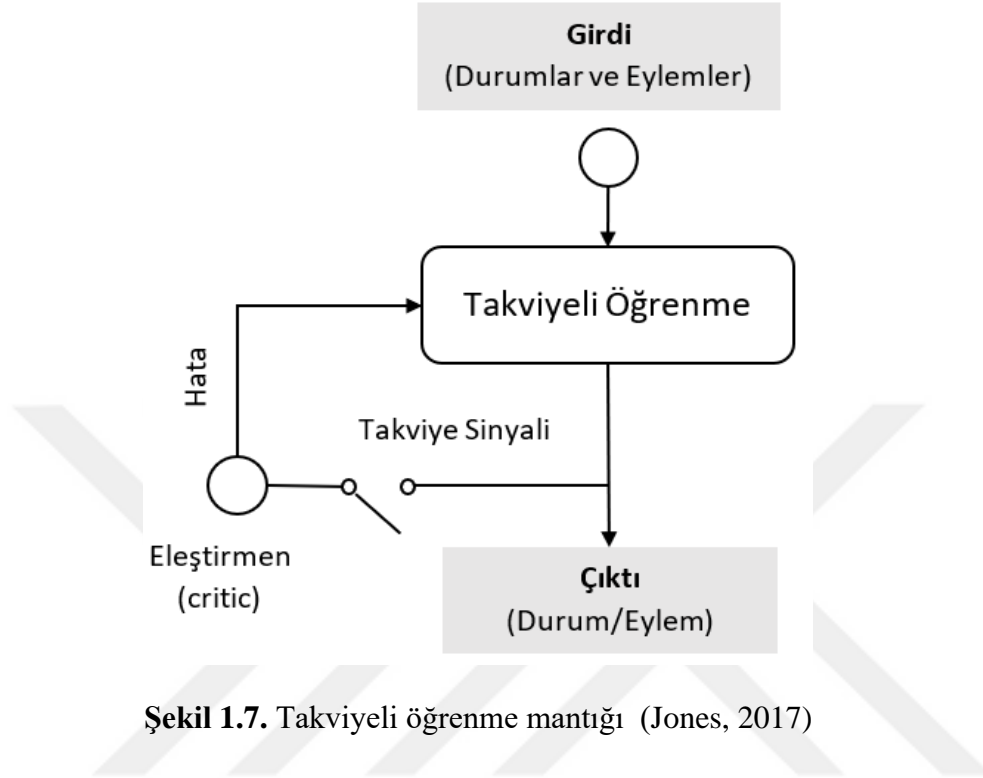 Girdi
(Durumlar ve Eylemler)
Takviyeli Öğrenme
Hata
Takviye Sinyali
Eleştirmen
(critic)
Çıktı
(Durum/Eylem)
Şekil 1.7. Takviyeli öğrenme mantığı (Jones, 2017)